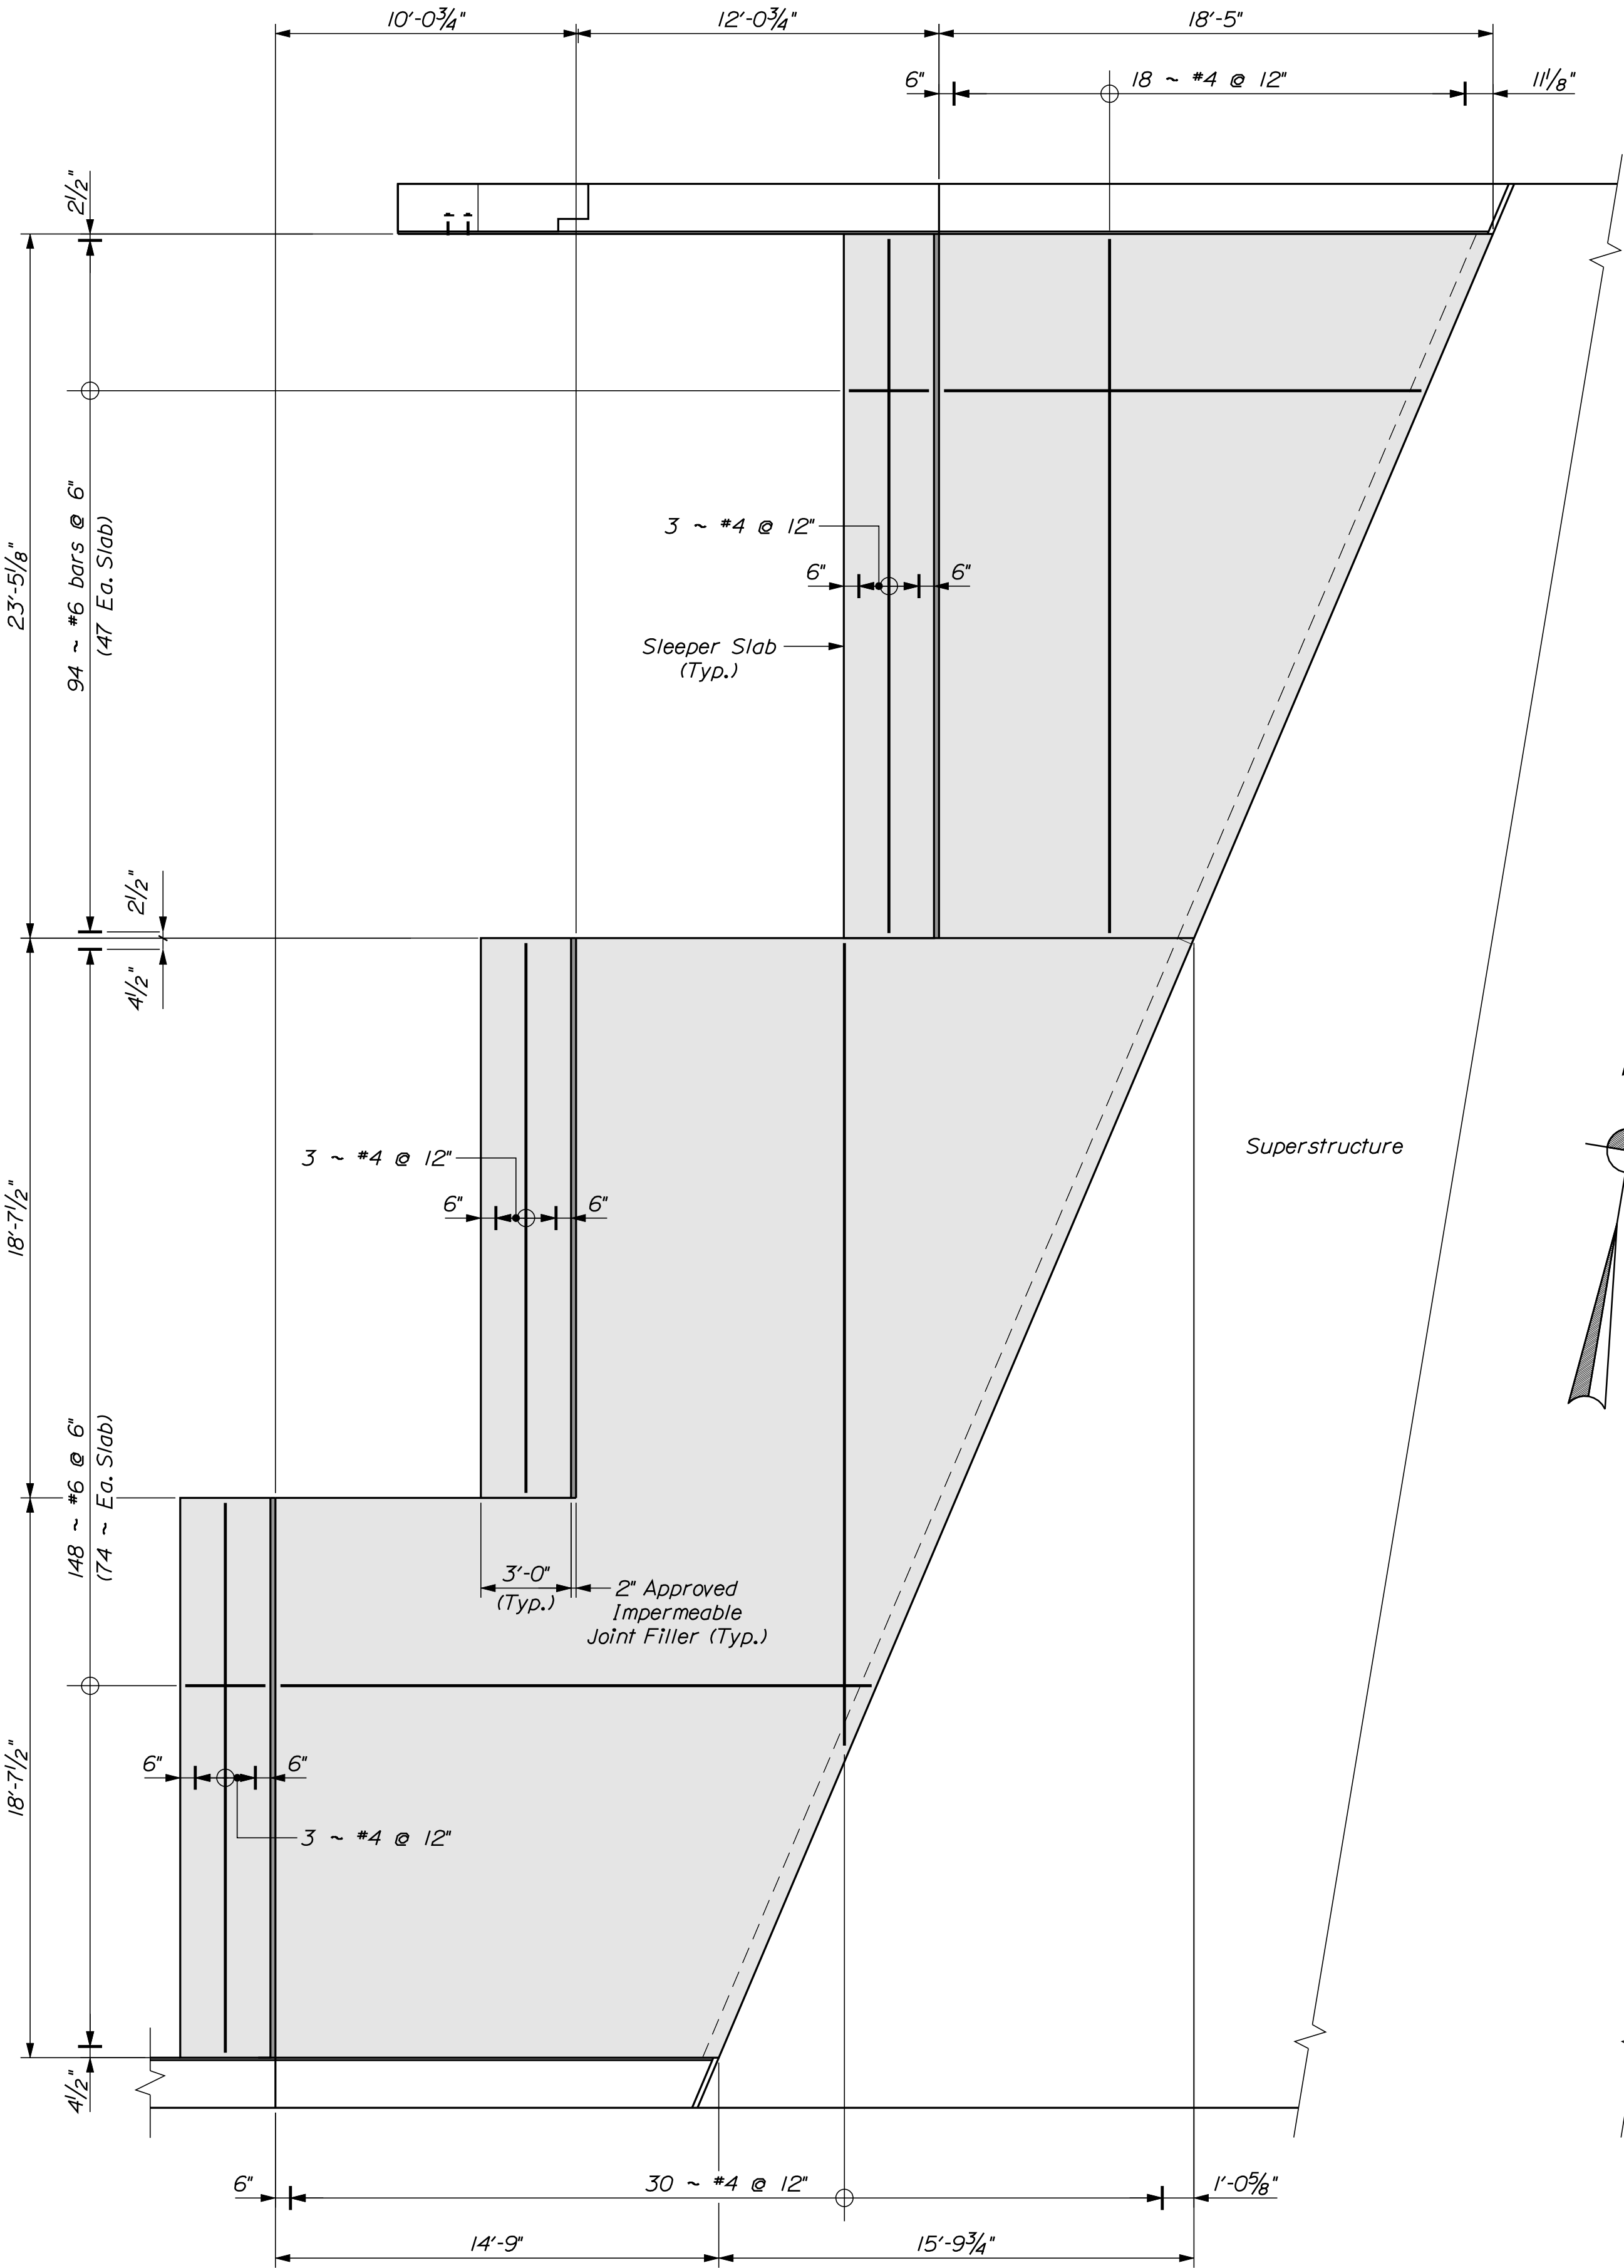 10'-0¾"
12'-0¾"
18'-5"
6"
18 ~ #4 @ 12"
11⅛"
2½"
94 ~ #6 bars @ 6"
(47 Ea. Slab)
23'-5⅛"
3 ~ #4 @ 12"
6"
6"
Sleeper Slab
(Typ.)
2½"
4½"
Superstructure
3 ~ #4 @ 12"
6"
6"
18'-7½"
148 ~ #6 @ 6"
(74 ~ Ea. Slab)
3'-0"
(Typ.)
2" Approved
Impermeable
Joint Filler (Typ.)
18'-7½"
6"
6"
3 ~ #4 @ 12"
4½"
6"
30 ~ #4 @ 12"
1'-0⅝"
14'-9"
15'-9¾"